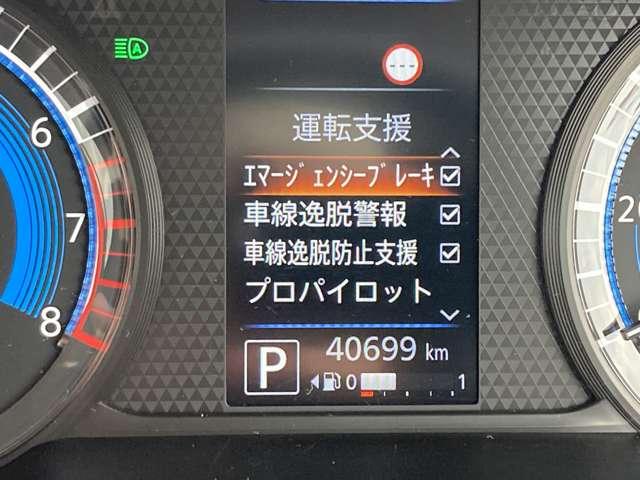 A
---
運転支援
ｴﾏｰｼﾞｪﾝｼｰﾌﾞﾚｰｷ
車線逸脱警報
車線逸脱防止支援
プロパイロット
P
40699 km
0 1
6
7
8
20